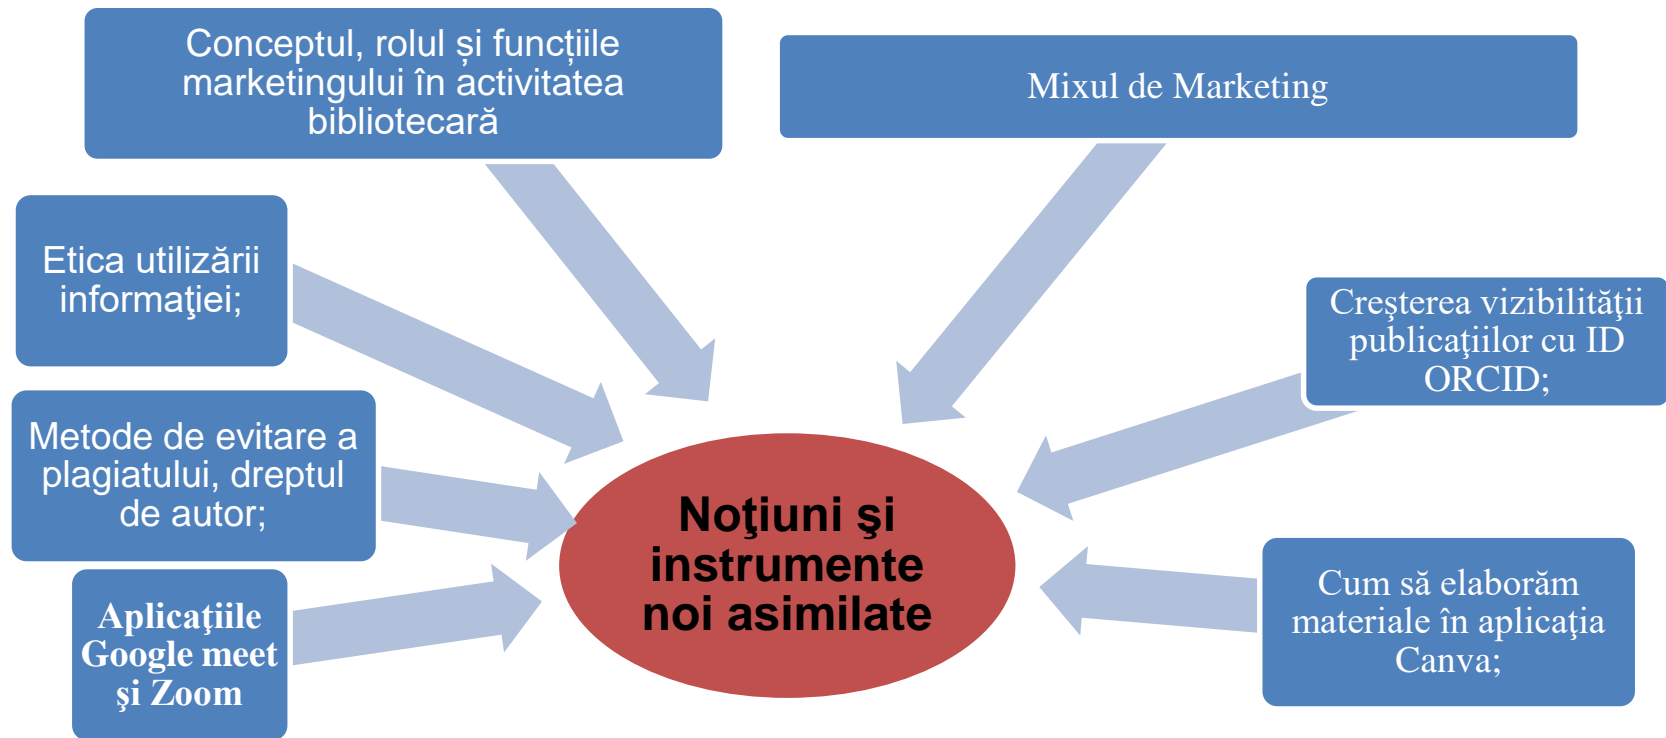 Conceptul, rolul și funcțiile
marketingului în activitatea
bibliotecară
Mixul de Marketing
Etica utilizării
informaţiei;
Creşterea vizibilităţii
publicaţiilor cu ID
ORCID;
Metode de evitare a
plagiatului, dreptul
de autor;
Noţiuni şi
instrumente
noi asimilate
Aplicaţiile
Google meet
şi Zoom
Cum să elaborăm
materiale în aplicaţia
Canva;